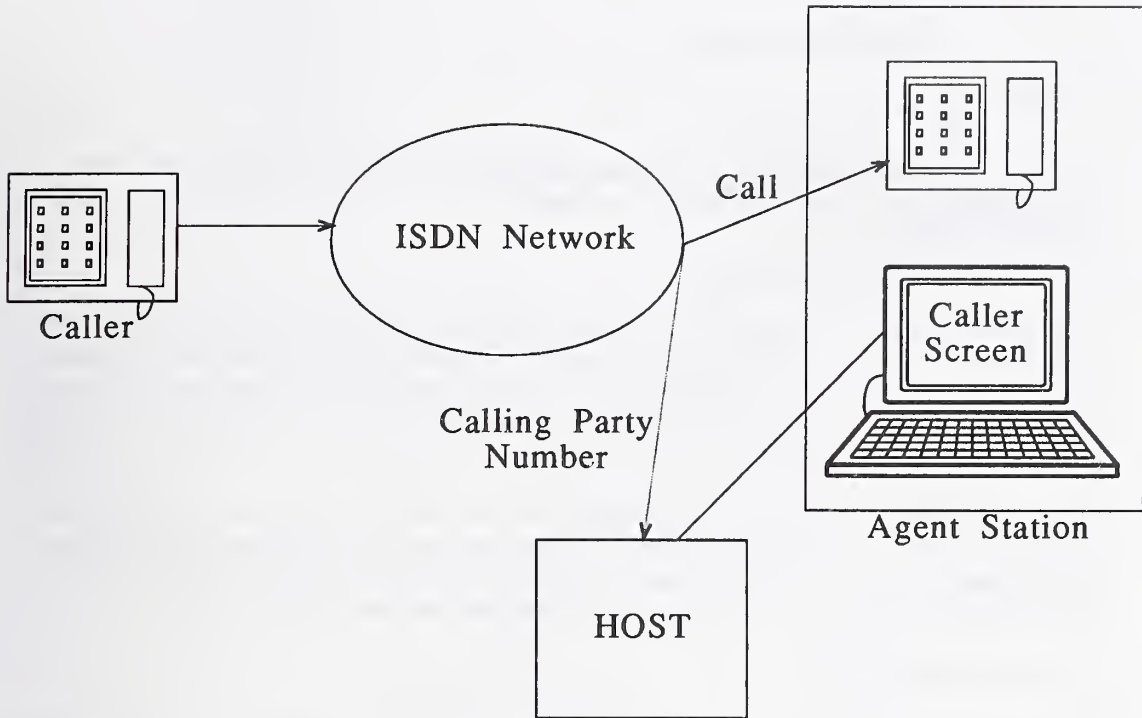 ISDN Network
Call
Caller
Caller
Screen
Calling Party
Number
Agent Station
HOST